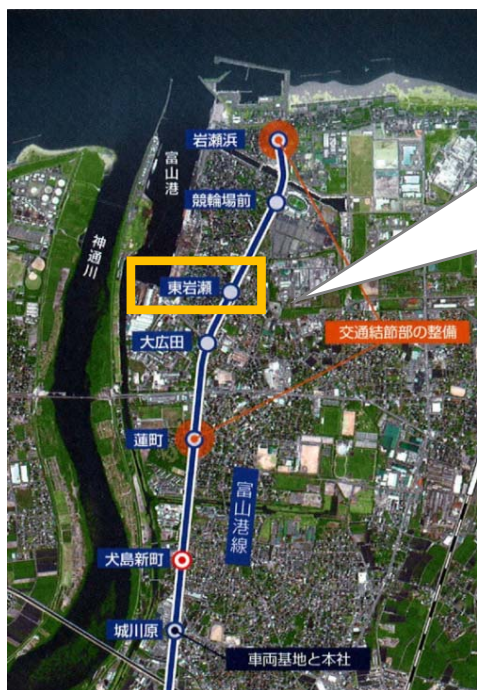 岩瀬浜
富山港
競輪場前
神通川
東岩瀬
大広田
交通結節部の整備
蓮町
富山港線
犬島新町
城川原
車両基地と本社